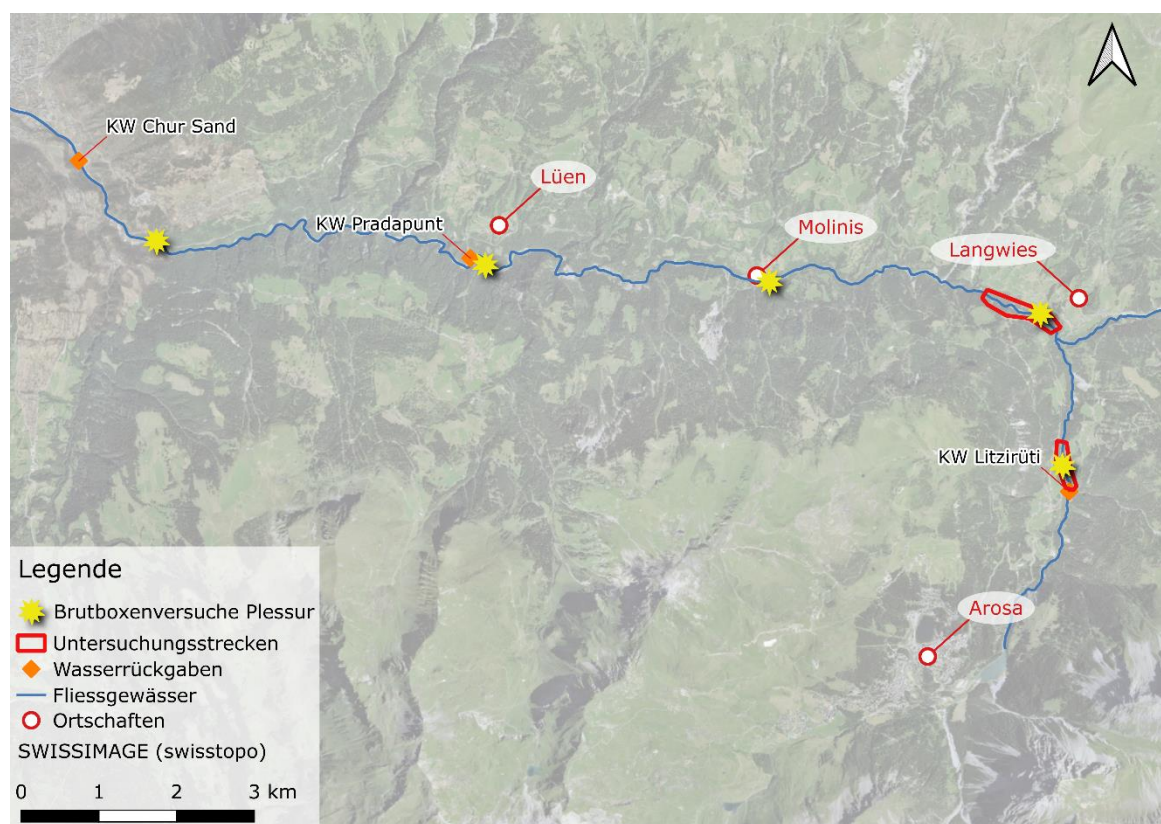 KW Chur Sand
Lüen
KW Pradapunt
Molinis
Langwies
KW Litzirüti
Arosa
Legende
Brutboxenversuche Plessur
Untersuchungsstrecken
Wasserrückgaben
Fliessgewässer
Ortschaften
SWISSIMAGE (swisstopo)
0 1 2 3 km